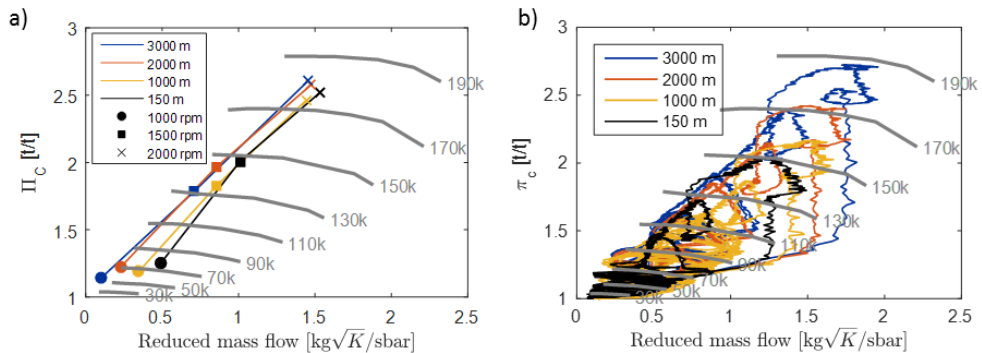 a)
3
2.5
2
1.5
1
Π_C [t/t]
3000 m
2000 m
1000 m
150 m
1000 rpm
1500 rpm
2000 rpm
190k
170k
150k
130k
110k
90k
70k
50k
30k
0 0.5 1 1.5 2 2.5
Reduced mass flow [kg√K/sbar]
b)
3
2.5
2
1.5
1
π_c [t/t]
3000 m
2000 m
1000 m
150 m
190k
170k
150k
130k
110k
90k
70k
50k
30k
0 0.5 1 1.5 2 2.5
Reduced mass flow [kg√K/sbar]